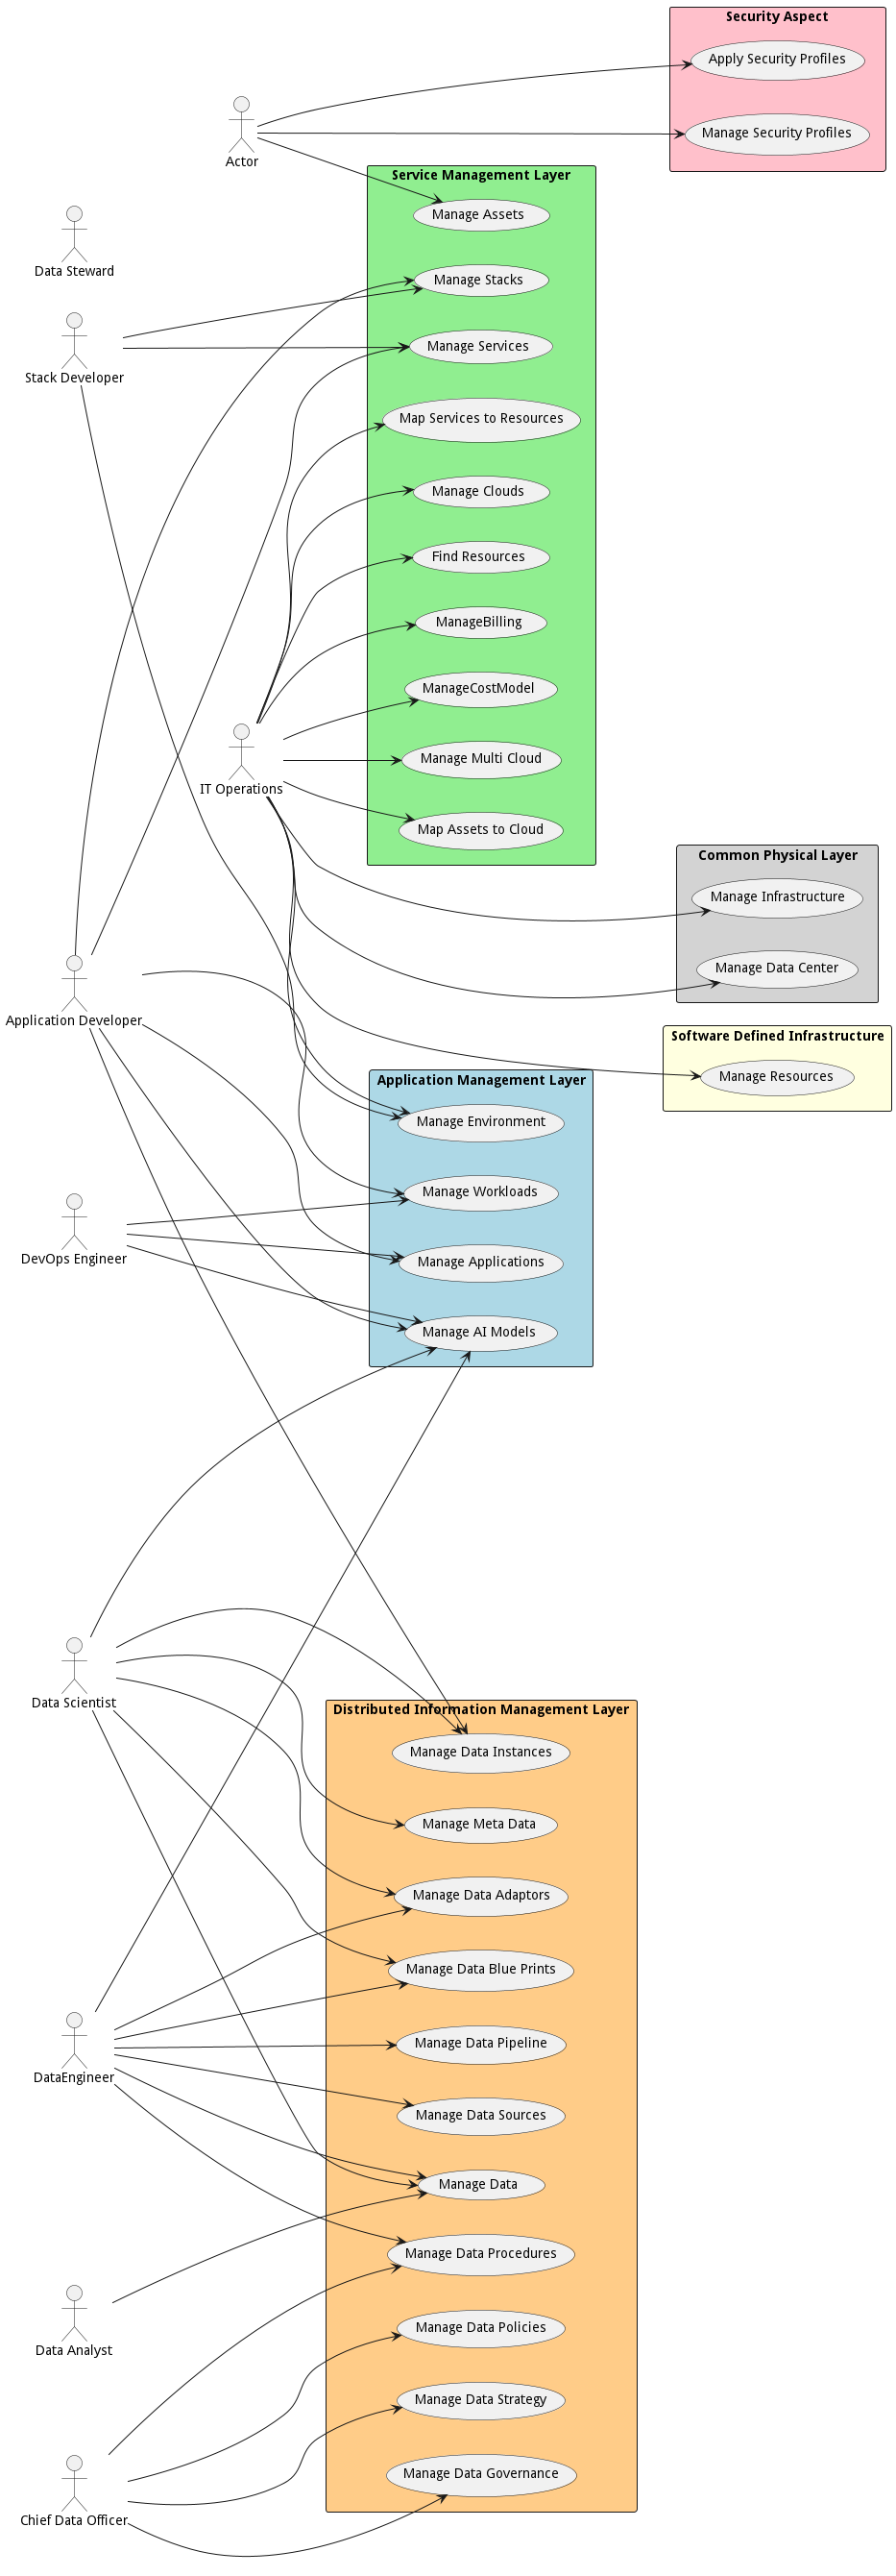 Security Aspect
Apply Security Profiles
Manage Security Profiles
Actor
Service Management Layer
Manage Assets
Data Steward
Manage Stacks
Stack Developer
Manage Services
Map Services to Resources
Manage Clouds
Find Resources
ManageBilling
ManageCostModel
IT Operations
Manage Multi Cloud
Map Assets to Cloud
Common Physical Layer
Manage Infrastructure
Manage Data Center
Application Developer
Software Defined Infrastructure
Manage Resources
Application Management Layer
Manage Environment
Manage Workloads
DevOps Engineer
Manage Applications
Manage AI Models
Data Scientist
Distributed Information Management Layer
Manage Data Instances
Manage Meta Data
Manage Data Adaptors
Manage Data Blue Prints
Manage Data Pipeline
DataEngineer
Manage Data Sources
Manage Data
Manage Data Procedures
Manage Data Policies
Data Analyst
Manage Data Strategy
Manage Data Governance
Chief Data Officer